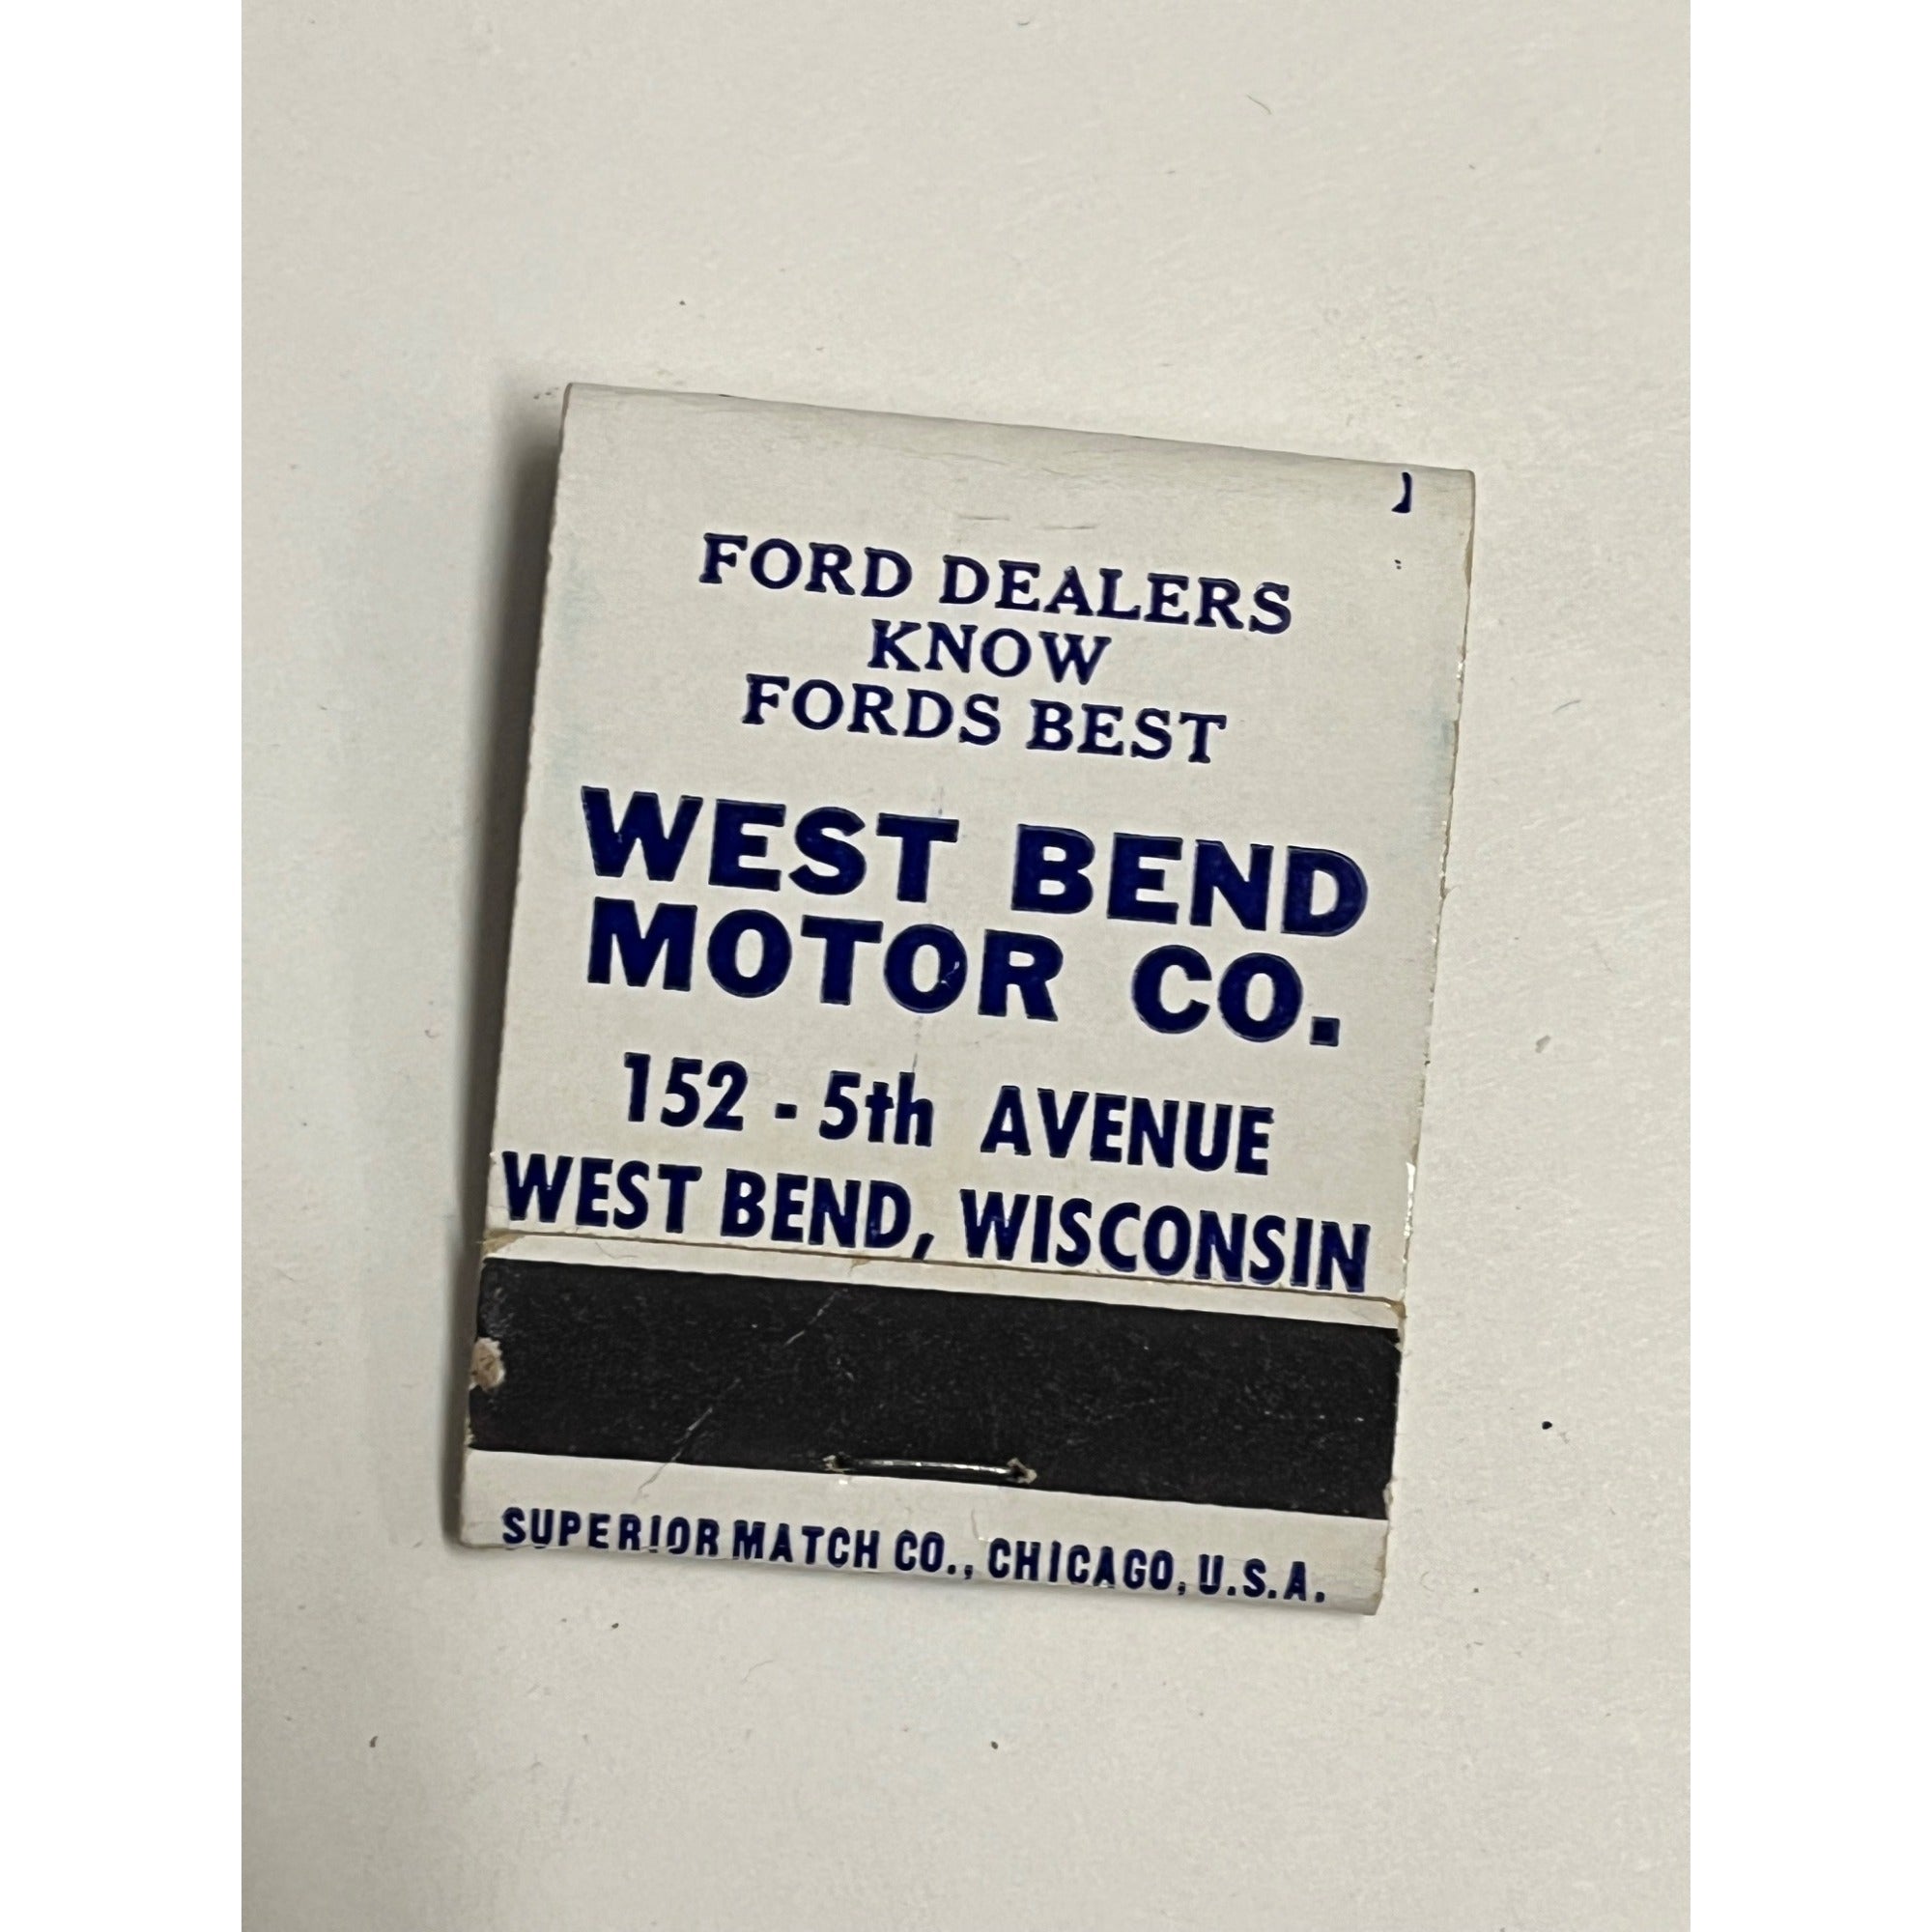 FORD DEALERS
KNOW
FORDS BEST
WEST BEND
MOTOR CO.
152 - 5th AVENUE
WEST BEND, WISCONSIN
SUPERIOR MATCH CO., CHICAGO, U.S.A.